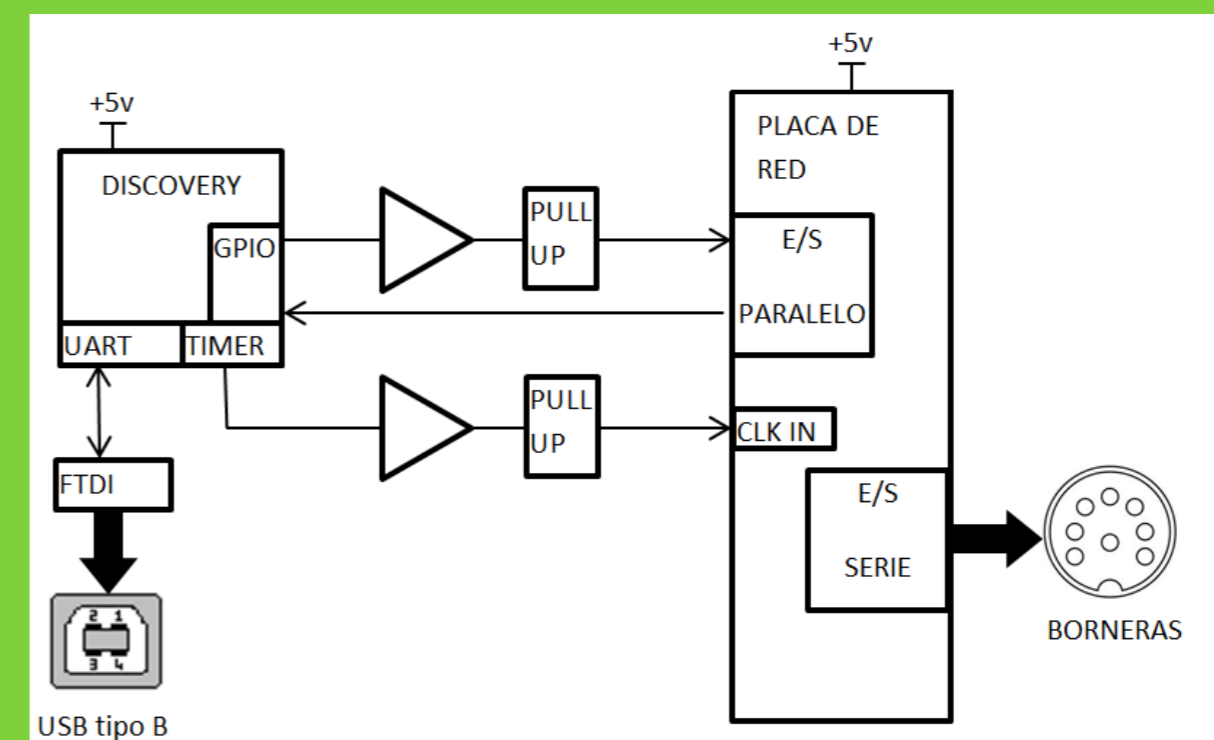 +5v
DISCOVERY
GPIO
UART
TIMER
FTDI
2 1
3 4
USB tipo B
PULL
UP
PULL
UP
+5v
PLACA DE
RED
E/S
PARALELO
CLK IN
E/S
SERIE
BORNERAS